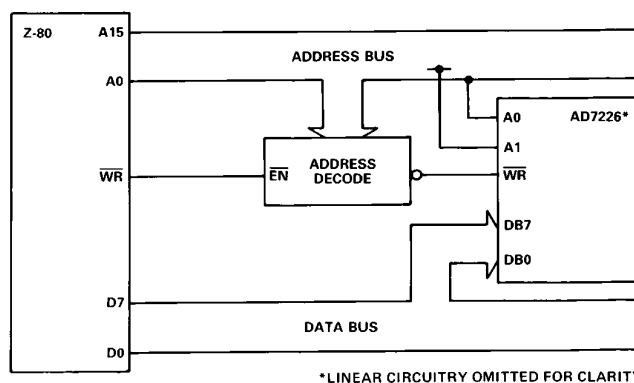 Z-80
A15
ADDRESS BUS
A0
A0
AD7226*
A1
ADDRESS
DECODE
EN
WR
WR
DB7
DB0
D7
DATA BUS
D0
*LINEAR CIRCUITRY OMITTED FOR CLARITY